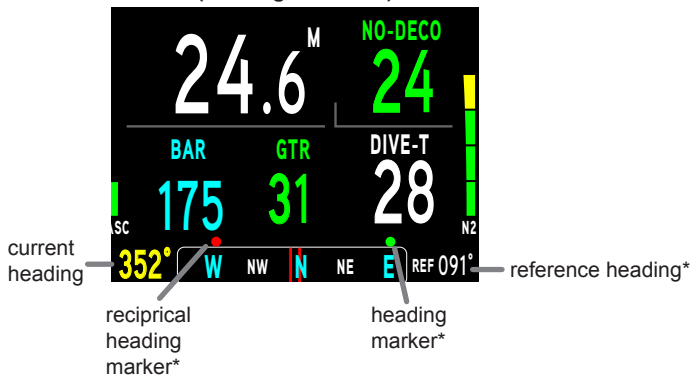 M
NO-DECO
24.6
24
BAR
GTR
DIVE-T
175
31
28
ASC
N2
current
heading
352°
W NW N NE E
REF 091°
reference heading*
reciprical
heading
marker*
heading
marker*